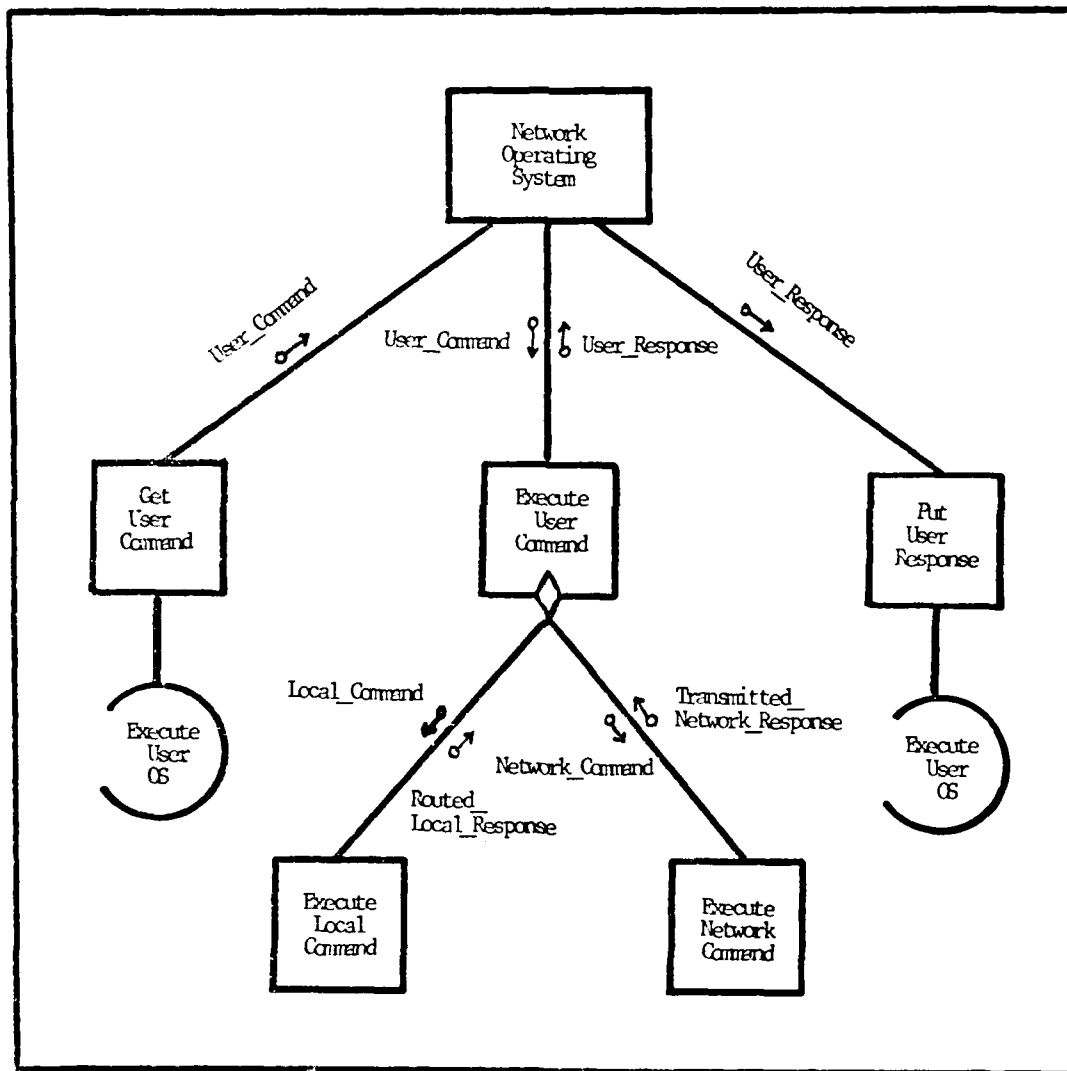 Network
Operating
System
User_Command
User_Command
User_Response
User_Response
Get
User
Command
Execute
User
Command
Put
User
Response
Execute
User
OS
Local_Command
Routed_
Local_Response
Network_Command
Transmitted_
Network_Response
Execute
User
OS
Execute
Local
Command
Execute
Network
Command